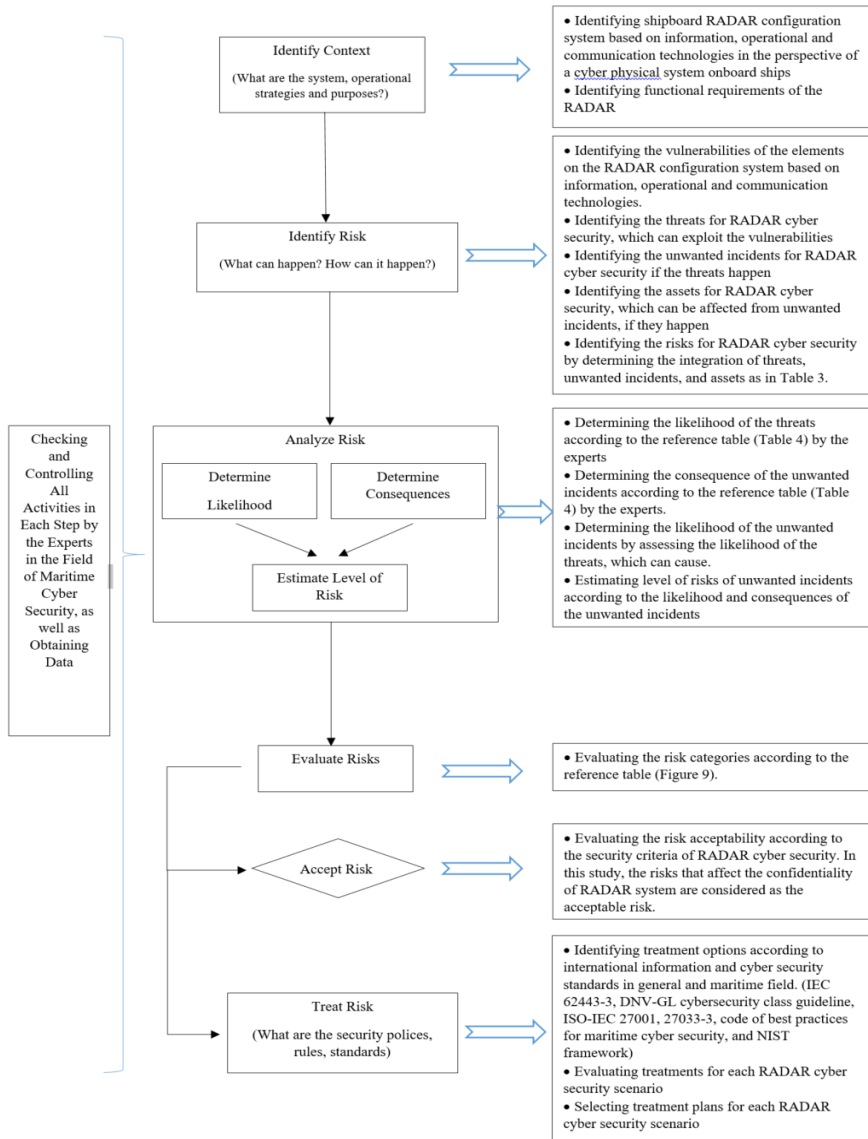 Identify Context
(What are the system, operational
strategies and purposes?)
• Identifying shipboard RADAR configuration
system based on information, operational and
communication technologies in the perspective of
a cyber physical system onboard ships
• Identifying functional requirements of the
RADAR
Identify Risk
(What can happen? How can it happen?)
• Identifying the vulnerabilities of the elements
on the RADAR configuration system based on
information, operational and communication
technologies.
• Identifying the threats for RADAR cyber
security, which can exploit the vulnerabilities
• Identifying the unwanted incidents for RADAR
cyber security if the threats happen
• Identifying the assets for RADAR cyber
security, which can be affected from unwanted
incidents, if they happen
• Identifying the risks for RADAR cyber security
by determining the integration of threats,
unwanted incidents, and assets as in Table 3.
Checking
and
Controlling
All
Activities in
Each Step by
the Experts
in the Field
of Maritime
Cyber
Security, as
well as
Obtaining
Data
Analyze Risk
Determine
Likelihood
Determine
Consequences
Estimate Level of
Risk
• Determining the likelihood of the threats
according to the reference table (Table 4) by the
experts
• Determining the consequence of the unwanted
incidents according to the reference table (Table
4) by the experts.
• Determining the likelihood of the unwanted
incidents by assessing the likelihood of the
threats, which can cause.
• Estimating level of risks of unwanted incidents
according to the likelihood and consequences of
the unwanted incidents
Evaluate Risks
• Evaluating the risk categories according to the
reference table (Figure 9).
Accept Risk
• Evaluating the risk acceptability according to
the security criteria of RADAR cyber security. In
this study, the risks that affect the confidentiality
of RADAR system are considered as the
acceptable risk.
Treat Risk
(What are the security polices,
rules, standards)
• Identifying treatment options according to
international information and cyber security
standards in general and maritime field. (IEC
62443-3, DNV-GL cybersecurity class guideline,
ISO-IEC 27001, 27033-3, code of best practices
for maritime cyber security, and NIST
framework)
• Evaluating treatments for each RADAR cyber
security scenario
• Selecting treatment plans for each RADAR
cyber security scenario